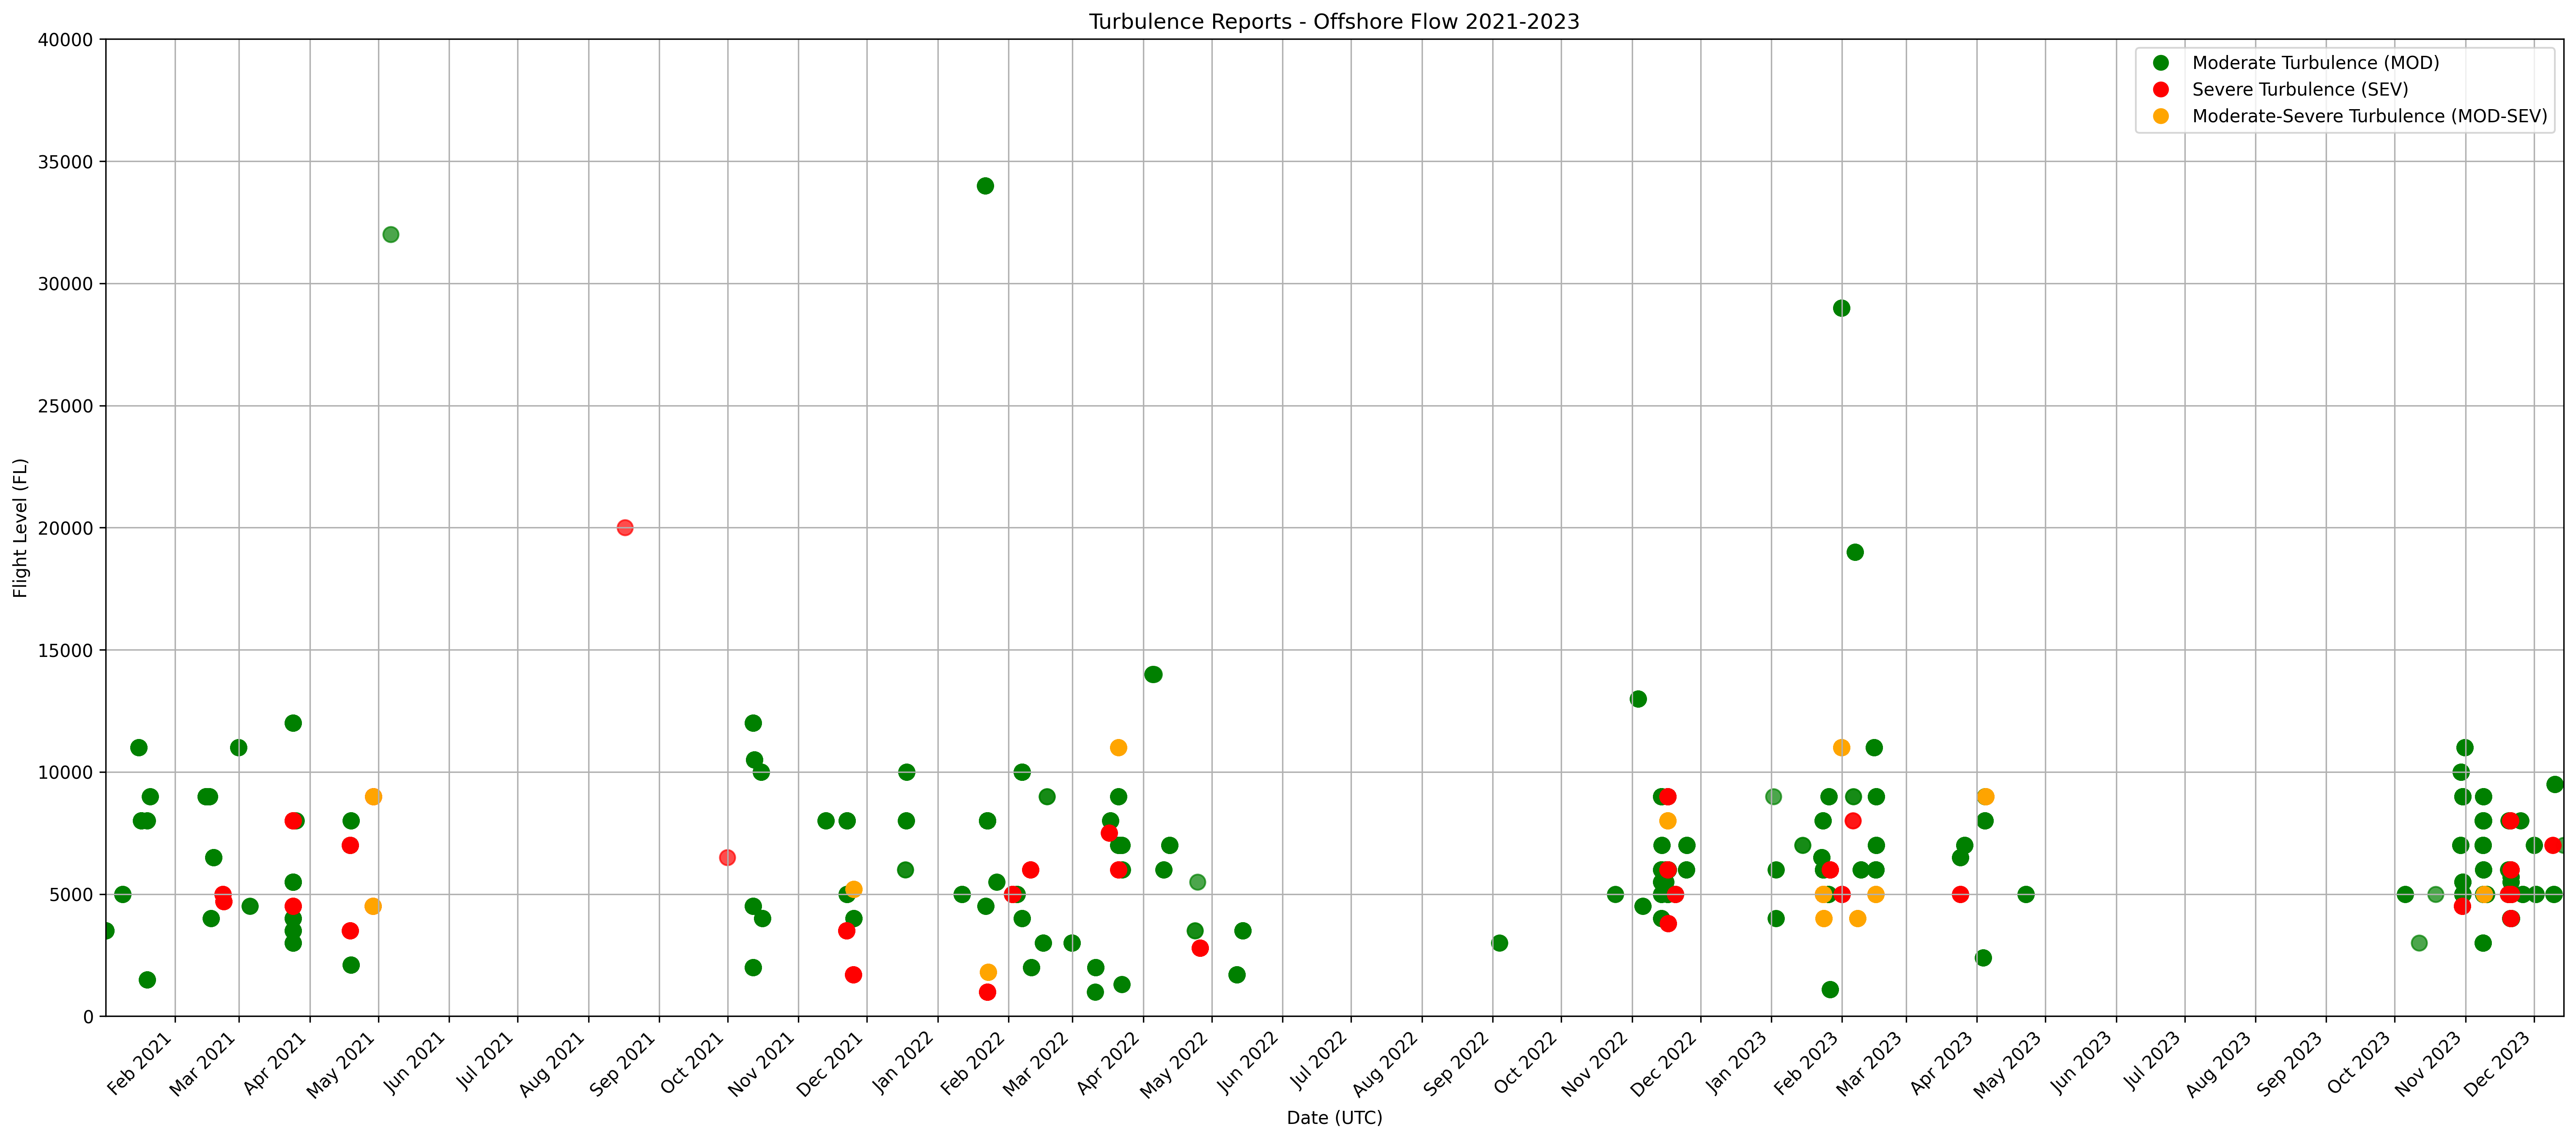 Turbulence Reports - Offshore Flow 2021-2023
Moderate Turbulence (MOD)
Severe Turbulence (SEV)
Moderate-Severe Turbulence (MOD-SEV)
Flight Level (FL)
40000
35000
30000
25000
20000
15000
10000
5000
0
Feb 2021
Mar 2021
Apr 2021
May 2021
Jun 2021
Jul 2021
Aug 2021
Sep 2021
Oct 2021
Nov 2021
Dec 2021
Jan 2022
Feb 2022
Mar 2022
Apr 2022
May 2022
Jun 2022
Jul 2022
Aug 2022
Sep 2022
Oct 2022
Nov 2022
Dec 2022
Jan 2023
Feb 2023
Mar 2023
Apr 2023
May 2023
Jun 2023
Jul 2023
Aug 2023
Sep 2023
Oct 2023
Nov 2023
Dec 2023
Date (UTC)